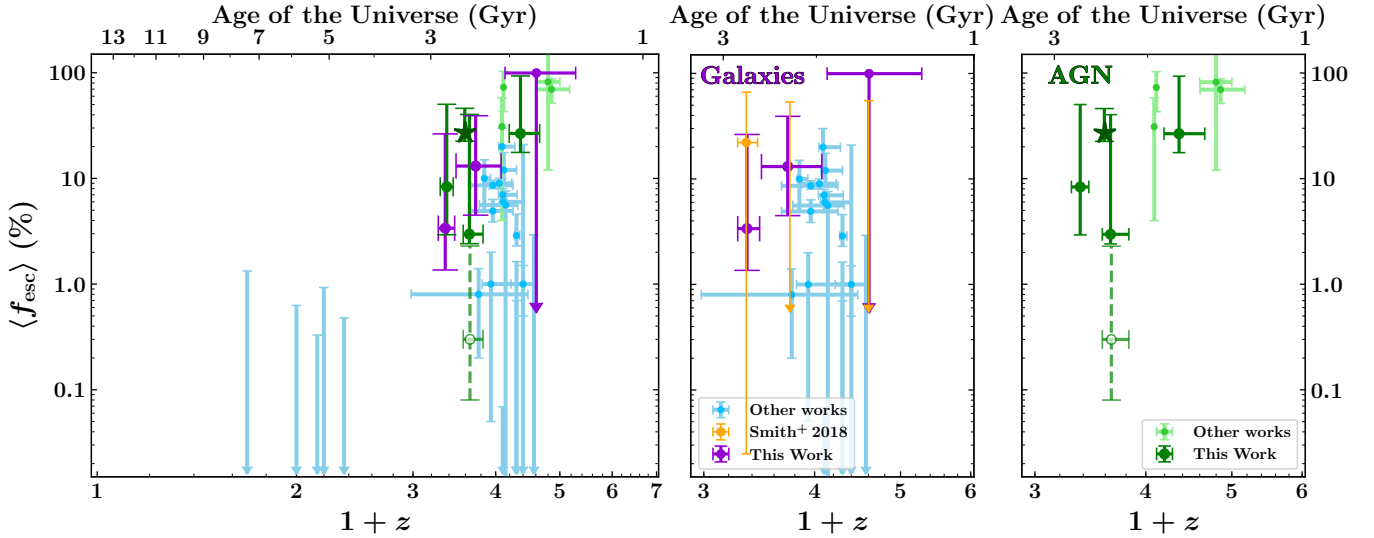 Age of the Universe (Gyr) Age of the Universe (Gyr) Age of the Universe (Gyr)
13 11 9 7 5 3 1 3 1 3 1
100 Galaxies AGN 100
10 10
⟨f_esc⟩ (%)
1.0 1.0
0.1 0.1
Other works
Smith+ 2018
This Work
Other works
This Work
1 2 3 4 5 6 7 3 4 5 6 3 4 5 6
1 + z 1 + z 1 + z